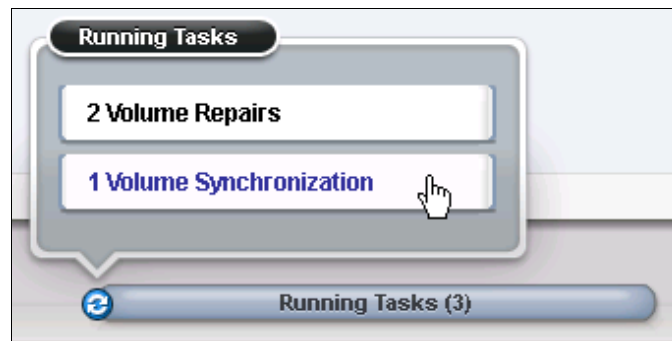 Running Tasks
2 Volume Repairs
1 Volume Synchronization
Running Tasks (3)